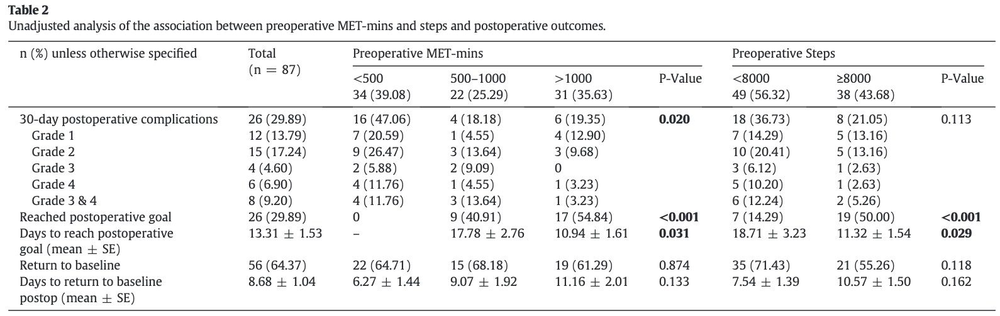 Table 2
Unadjusted analysis of the association between preoperative MET-mins and steps and postoperative outcomes.
n (%) unless otherwise specified Total Preoperative MET-mins Preoperative Steps
(n = 87)
<500 500–1000 >1000 P-Value <8000 ≥8000 P-Value
34 (39.08) 22 (25.29) 31 (35.63) 49 (56.32) 38 (43.68)
30-day postoperative complications 26 (29.89) 16 (47.06) 4 (18.18) 6 (19.35) 0.020 18 (36.73) 8 (21.05) 0.113
Grade 1 12 (13.79) 7 (20.59) 1 (4.55) 4 (12.90) 7 (14.29) 5 (13.16)
Grade 2 15 (17.24) 9 (26.47) 3 (13.64) 3 (9.68) 10 (20.41) 5 (13.16)
Grade 3 4 (4.60) 2 (5.88) 2 (9.09) 0 3 (6.12) 1 (2.63)
Grade 4 6 (6.90) 4 (11.76) 1 (4.55) 1 (3.23) 5 (10.20) 1 (2.63)
Grade 3 & 4 8 (9.20) 4 (11.76) 3 (13.64) 1 (3.23) 6 (12.24) 2 (5.26)
Reached postoperative goal 26 (29.89) 0 9 (40.91) 17 (54.84) <0.001 7 (14.29) 19 (50.00) <0.001
Days to reach postoperative 13.31 ± 1.53 – 17.78 ± 2.76 10.94 ± 1.61 0.031 18.71 ± 3.23 11.32 ± 1.54 0.029
goal (mean ± SE)
Return to baseline 56 (64.37) 22 (64.71) 15 (68.18) 19 (61.29) 0.874 35 (71.43) 21 (55.26) 0.118
Days to return to baseline 8.68 ± 1.04 6.27 ± 1.44 9.07 ± 1.92 11.16 ± 2.01 0.133 7.54 ± 1.39 10.57 ± 1.50 0.162
postop (mean ± SE)